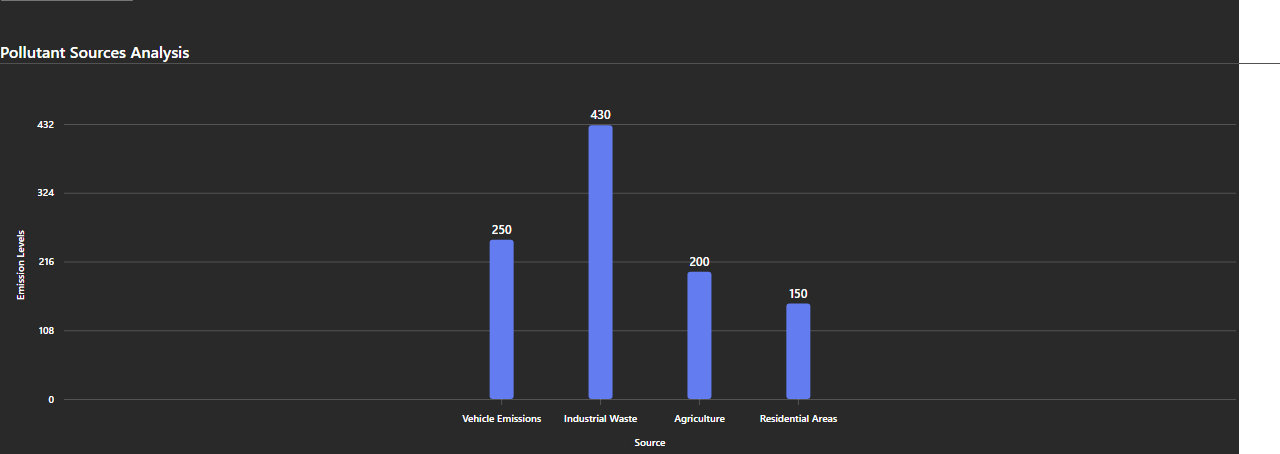 Pollutant Sources Analysis
430
432
324
250
216
200
150
108
0
Emission Levels
Vehicle Emissions Industrial Waste Agriculture Residential Areas
Source